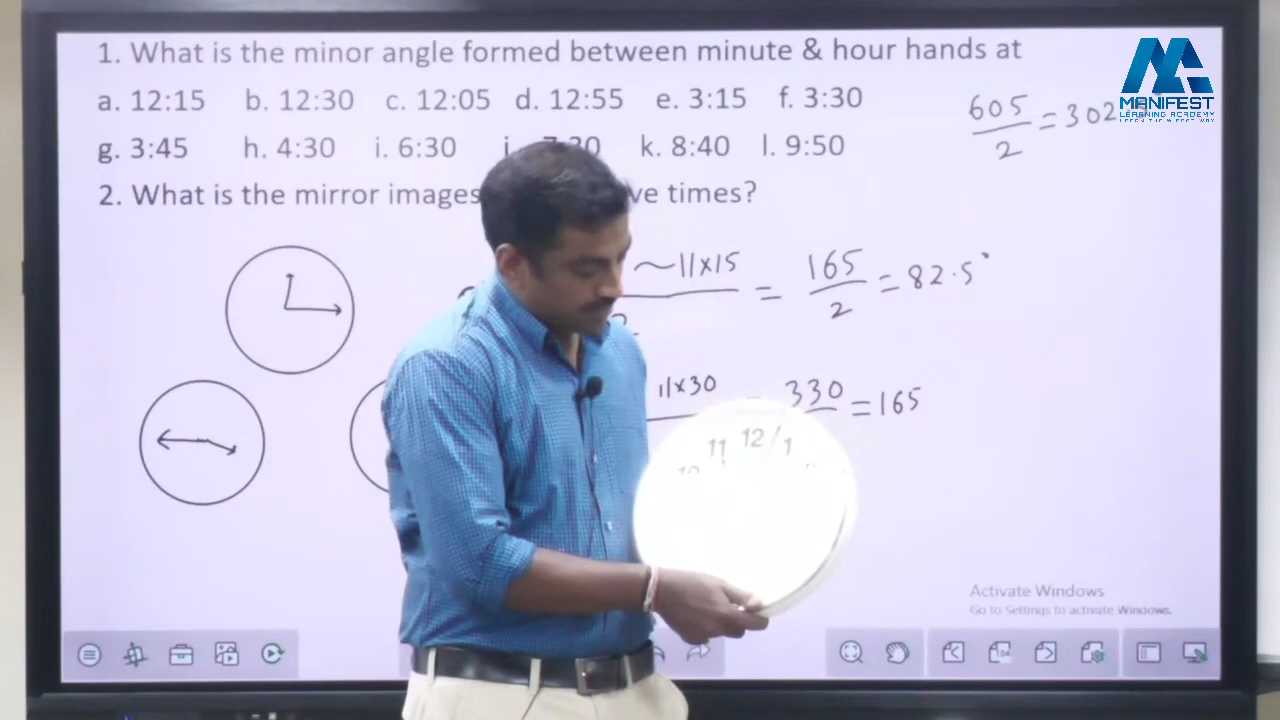 1. What is the minor angle formed between minute & hour hands at
a. 12:15 b. 12:30 c. 12:05 d. 12:55 e. 3:15 f. 3:30
g. 3:45 h. 4:30 i. 6:30 k. 8:40 l. 9:50
2. What is the mirror images times?
605/2 = 302
MANIFEST
LEARNING ACADEMY
~11x15 = 165/2 = 82.5°
11x30 330 = 165
11 12 1
Activate Windows
Go to Settings to activate Windows.